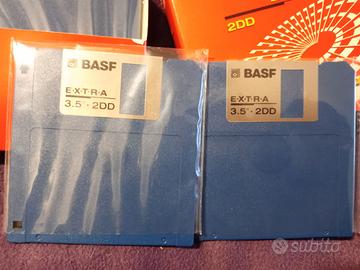 2DD
BASF
E·X·T·R·A
3.5"·2DD
BASF
E·X·T·R·A
3.5"·2DD
subito